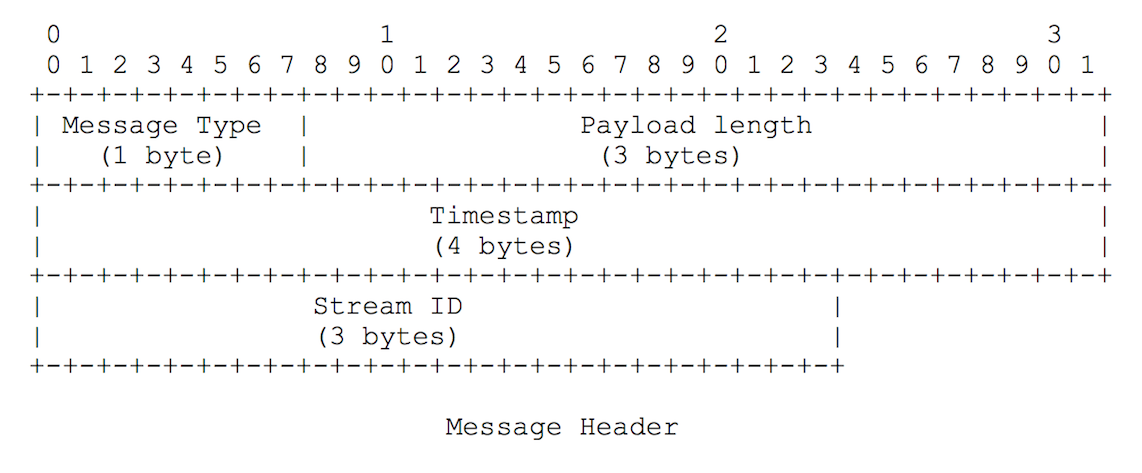 0                   1                   2                   3
 0 1 2 3 4 5 6 7 8 9 0 1 2 3 4 5 6 7 8 9 0 1 2 3 4 5 6 7 8 9 0 1
+-+-+-+-+-+-+-+-+-+-+-+-+-+-+-+-+-+-+-+-+-+-+-+-+-+-+-+-+-+-+-+-+
| Message Type  |                Payload length                 |
|   (1 byte)    |                 (3 bytes)                     |
+-+-+-+-+-+-+-+-+-+-+-+-+-+-+-+-+-+-+-+-+-+-+-+-+-+-+-+-+-+-+-+-+
|                       Timestamp                               |
|                       (4 bytes)                               |
+-+-+-+-+-+-+-+-+-+-+-+-+-+-+-+-+-+-+-+-+-+-+-+-+-+-+-+-+-+-+-+-+
|                Stream ID                      |
|                (3 bytes)                      |
+-+-+-+-+-+-+-+-+-+-+-+-+-+-+-+-+-+-+-+-+-+-+-+-+
Message Header